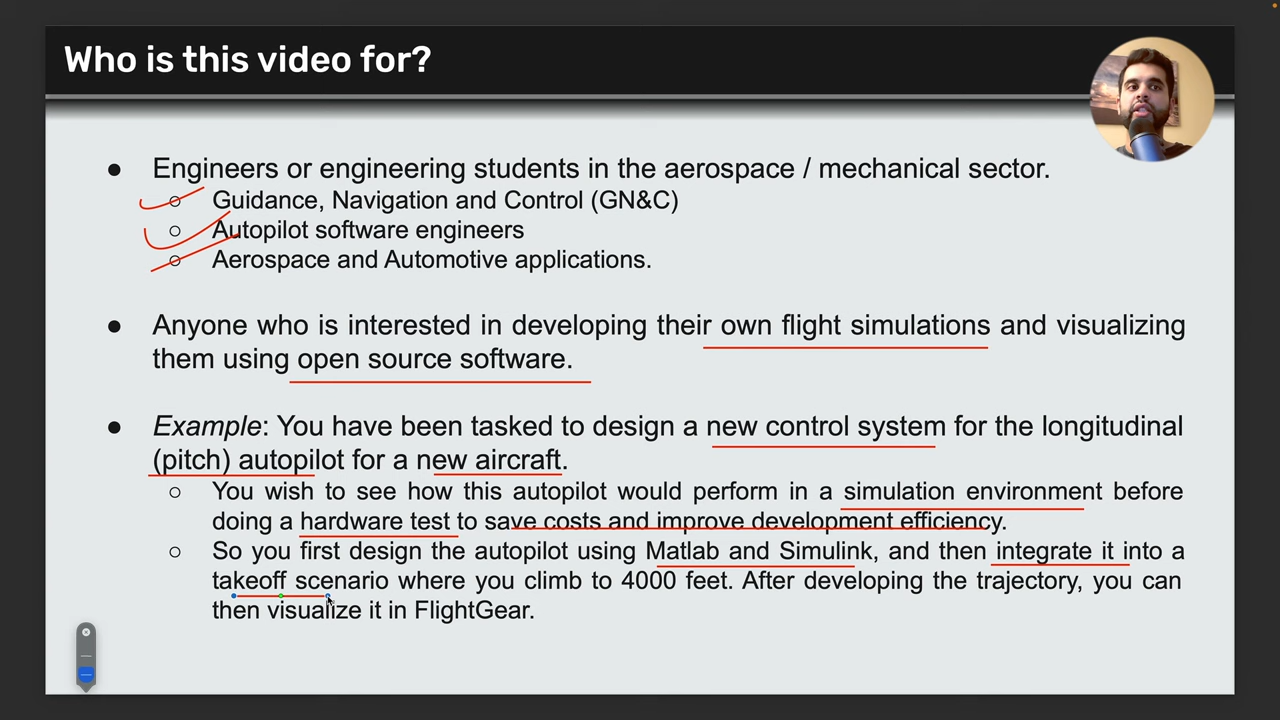 Who is this video for?
● Engineers or engineering students in the aerospace / mechanical sector.
○ Guidance, Navigation and Control (GN&C)
○ Autopilot software engineers
○ Aerospace and Automotive applications.
● Anyone who is interested in developing their own flight simulations and visualizing
them using open source software.
● Example: You have been tasked to design a new control system for the longitudinal
(pitch) autopilot for a new aircraft.
○ You wish to see how this autopilot would perform in a simulation environment before
doing a hardware test to save costs and improve development efficiency.
○ So you first design the autopilot using Matlab and Simulink, and then integrate it into a
takeoff scenario where you climb to 4000 feet. After developing the trajectory, you can
then visualize it in FlightGear.